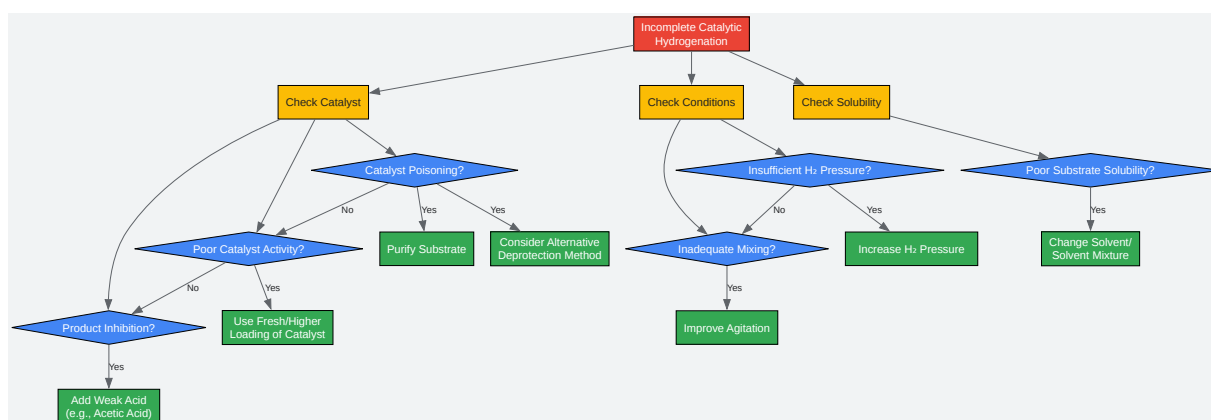 Incomplete Catalytic
Hydrogenation
Check Catalyst
Check Conditions
Check Solubility
Catalyst Poisoning?
Insufficient H₂ Pressure?
Poor Substrate Solubility?
No
Yes
Yes
No
Yes
Yes
Poor Catalyst Activity?
Purify Substrate
Consider Alternative
Deprotection Method
Inadequate Mixing?
Increase H₂ Pressure
Change Solvent/
Solvent Mixture
No
Yes
Yes
Product Inhibition?
Use Fresh/Higher
Loading of Catalyst
Improve Agitation
Yes
Add Weak Acid
(e.g., Acetic Acid)